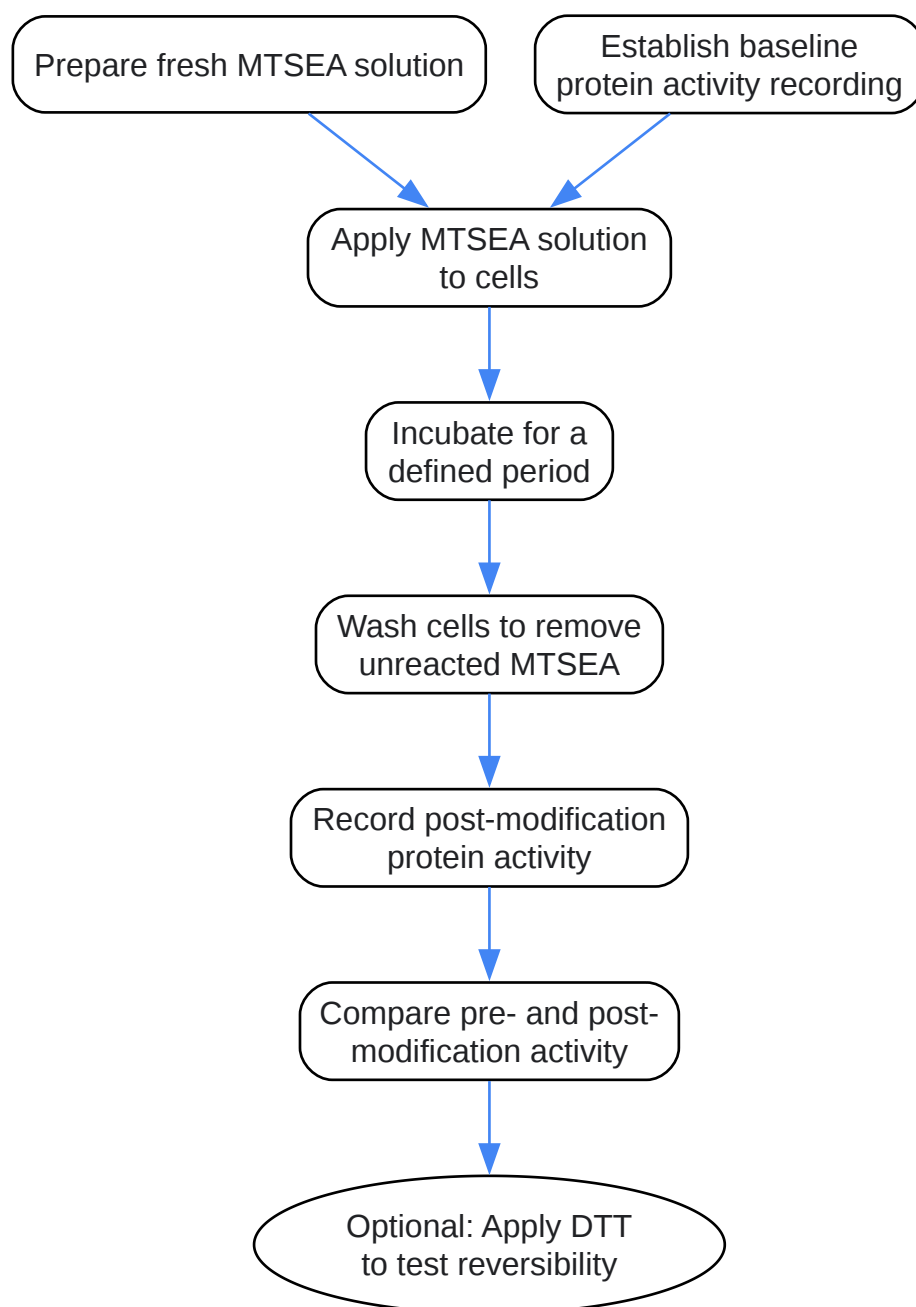 Prepare fresh MTSEA solution
Establish baseline
protein activity recording
Apply MTSEA solution
to cells
Incubate for a
defined period
Wash cells to remove
unreacted MTSEA
Record post-modification
protein activity
Compare pre- and post-
modification activity
Optional: Apply DTT
to test reversibility